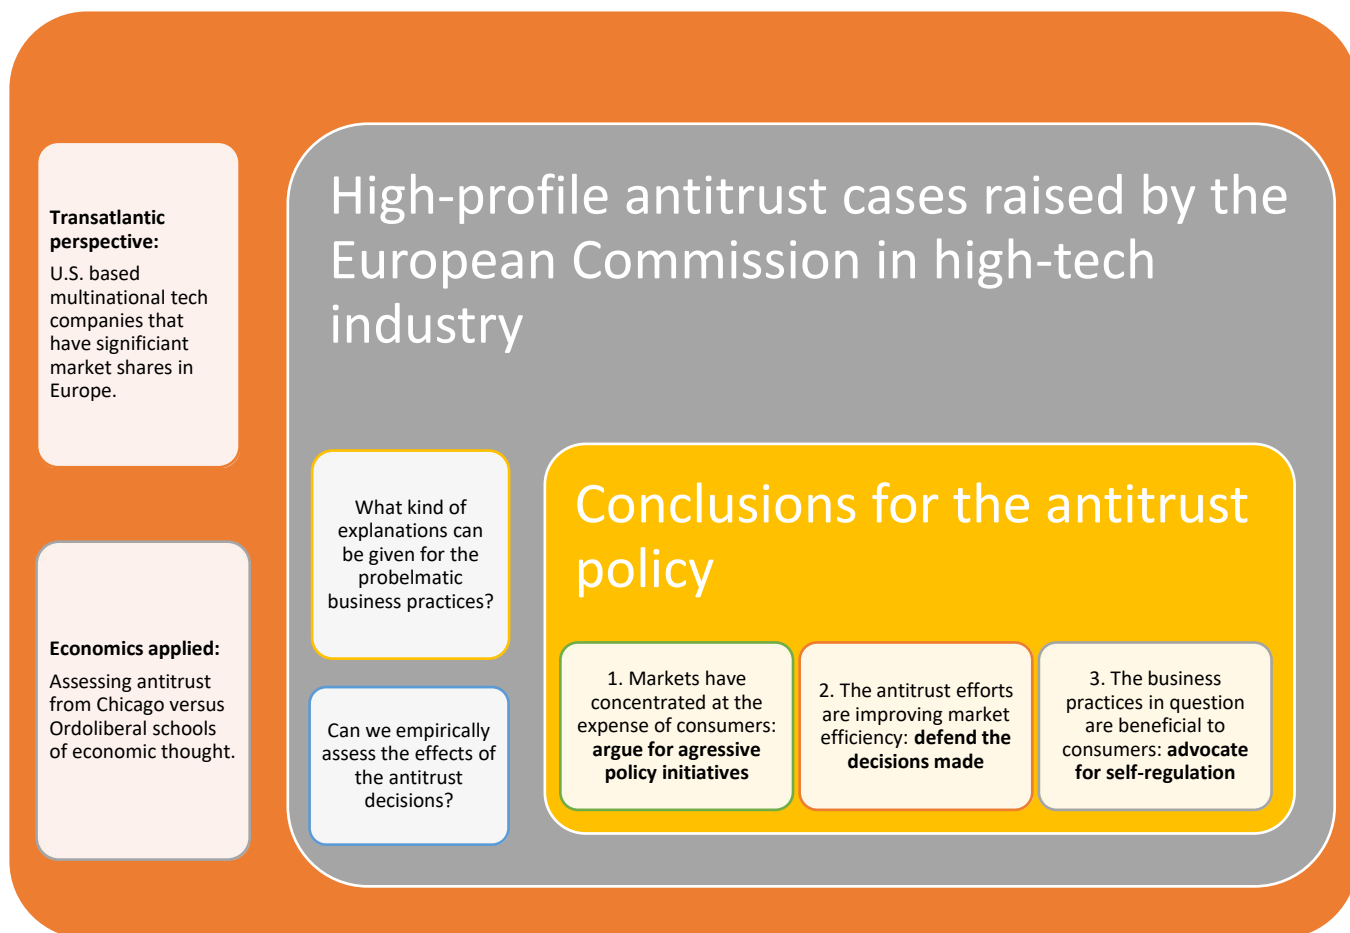 Transatlantic
perspective:
U.S. based
multinational tech
companies that
have significiant
market shares in
Europe.
Economics applied:
Assessing antitrust
from Chicago versus
Ordoliberal schools
of economic thought.
High-profile antitrust cases raised by the
European Commission in high-tech
industry
What kind of
explanations can
be given for the
probelmatic
business practices?
Can we empirically
assess the effects of
the antitrust
decisions?
Conclusions for the antitrust
policy
1. Markets have
concentrated at the
expense of consumers:
argue for agressive
policy initiatives
2. The antitrust efforts
are improving market
efficiency: defend the
decisions made
3. The business
practices in question
are beneficial to
consumers: advocate
for self-regulation